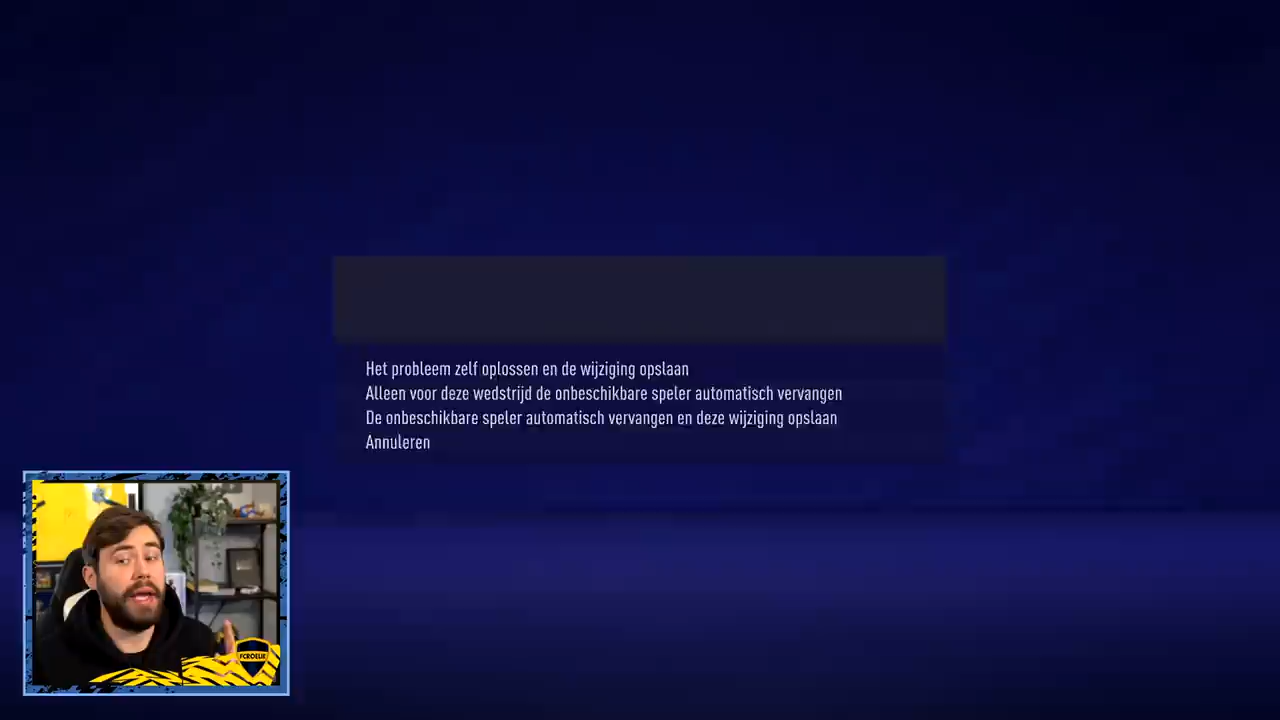 Het probleem zelf oplossen en de wijziging opslaan
Alleen voor deze wedstrijd de onbeschikbare speler automatisch vervangen
De onbeschikbare speler automatisch vervangen en deze wijziging opslaan
Annuleren
FCROELIE